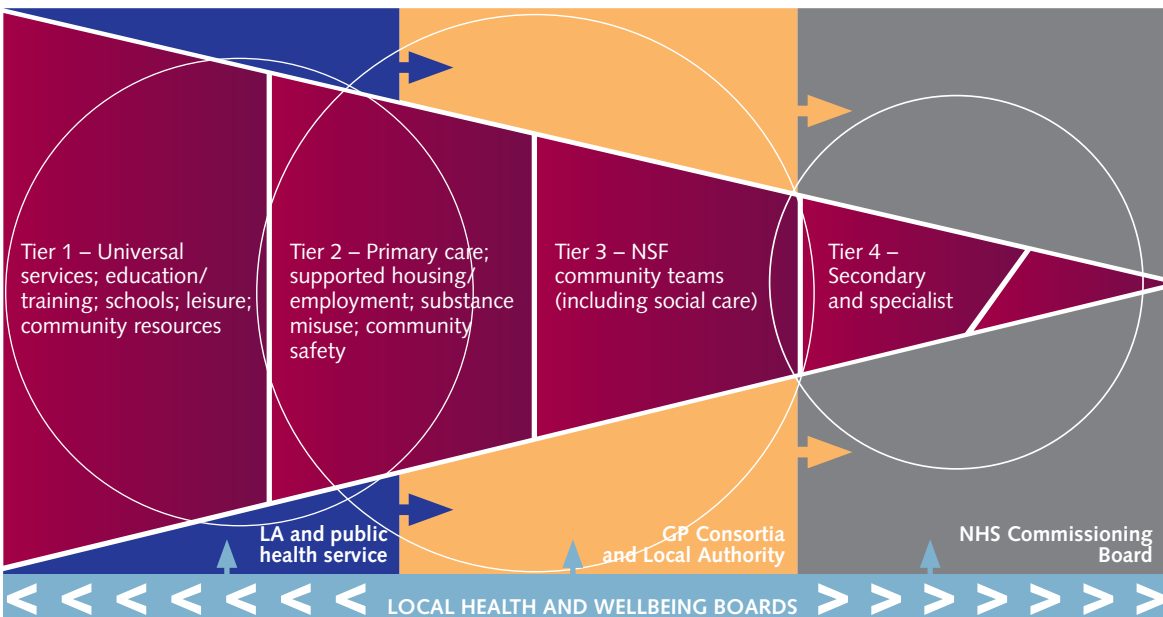 Tier 1 – Universal
services; education/
training; schools; leisure;
community resources
Tier 2 – Primary care;
supported housing/
employment; substance
misuse; community
safety
Tier 3 – NSF
community teams
(including social care)
Tier 4 –
Secondary
and specialist
LA and public
health service
GP Consortia
and Local Authority
NHS Commissioning
Board
LOCAL HEALTH AND WELLBEING BOARDS